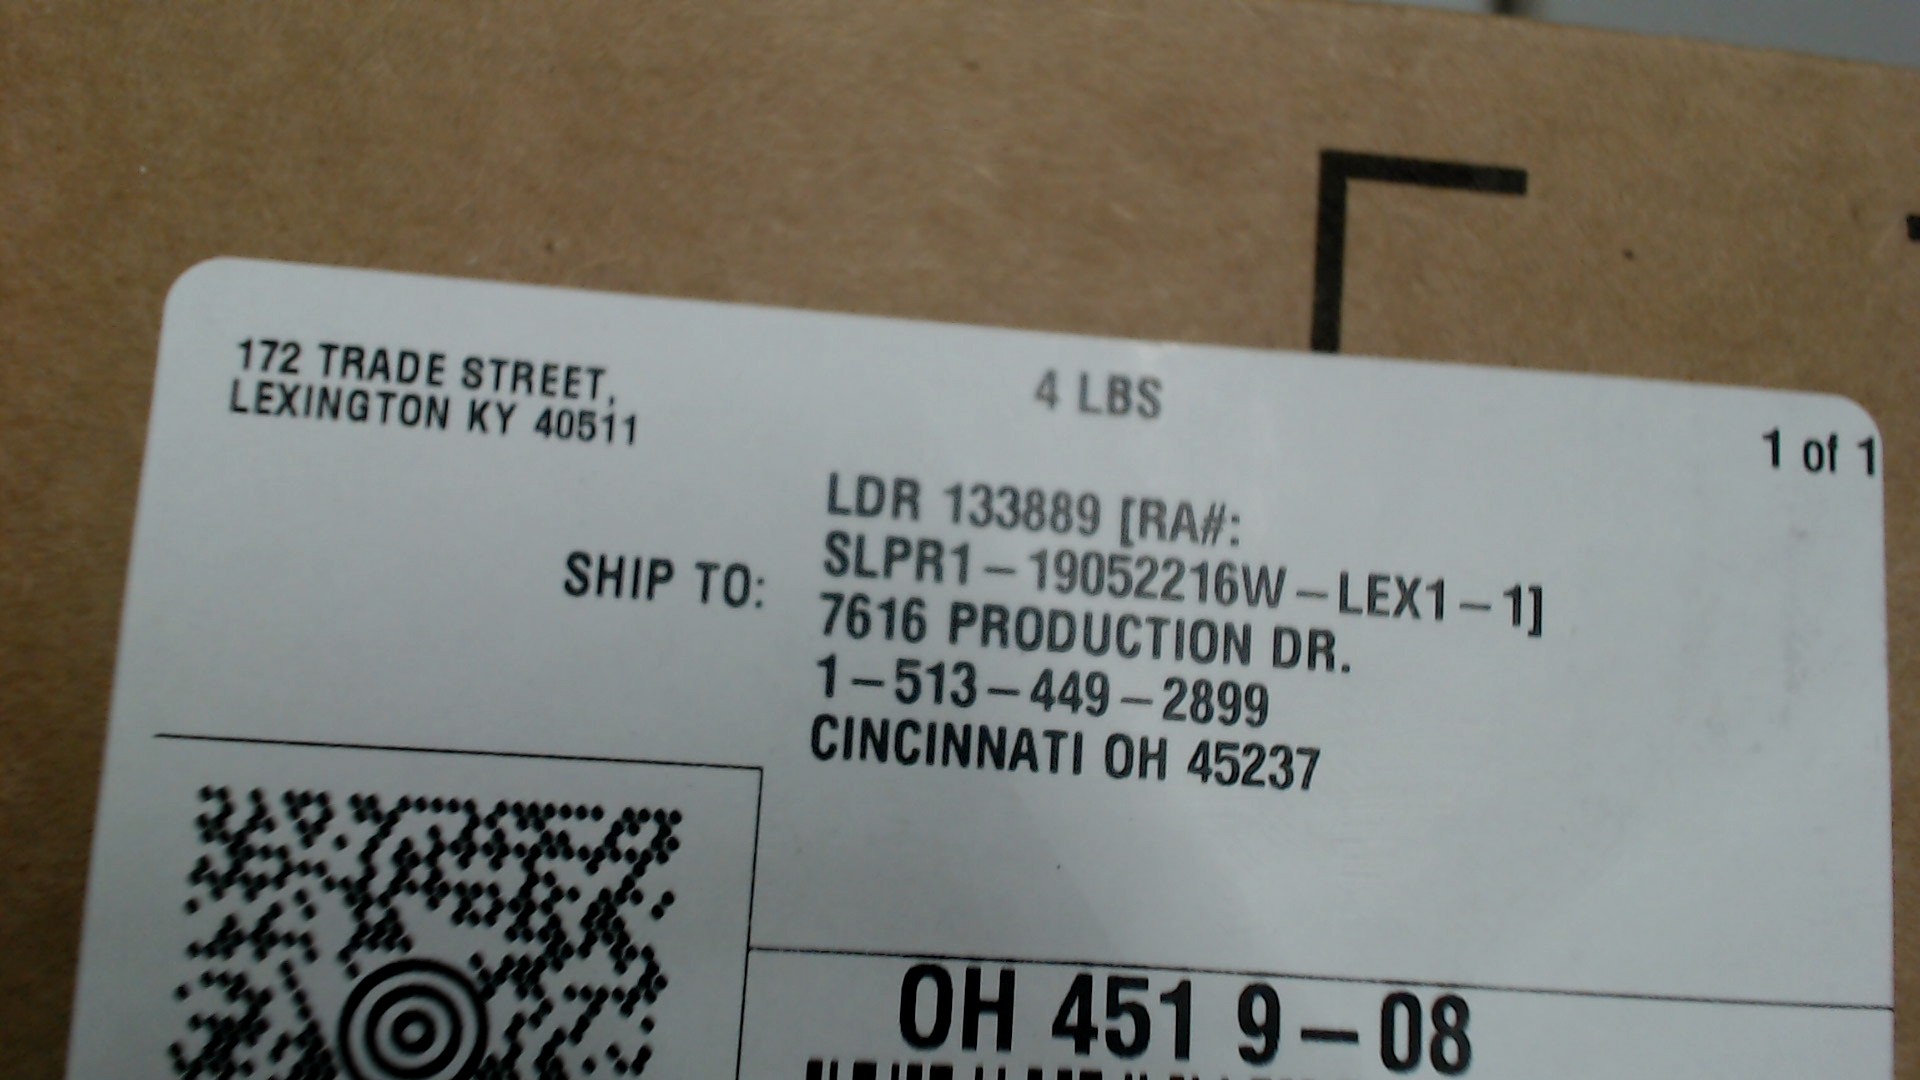 172 TRADE STREET,
LEXINGTON KY 40511
4 LBS
1 of 1
SHIP TO:
LDR 133889 [RA#:
SLPR1-19052216W-LEX1-1]
7616 PRODUCTION DR.
1-513-449-2899
CINCINNATI OH 45237
OH 451 9-08